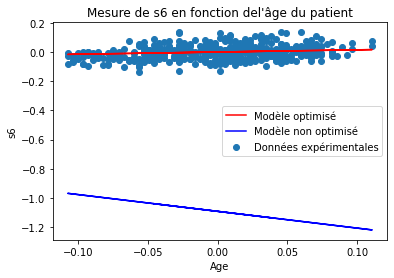 Mesure de s6 en fonction del'âge du patient
0.2
0.0
−0.2
−0.4
−0.6
−0.8
−1.0
−1.2
s6
Modèle optimisé
Modèle non optimisé
Données expérimentales
−0.10
−0.05
0.00
0.05
0.10
Age